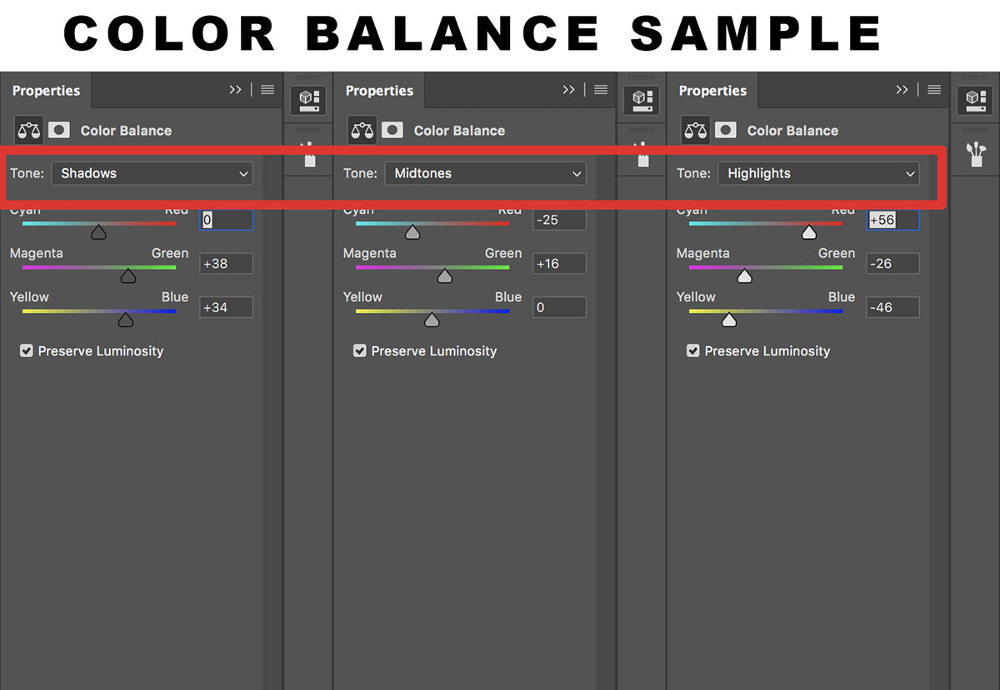 COLOR BALANCE SAMPLE
Properties
Color Balance
Tone: Shadows
Cyan Red 0
Magenta Green +38
Yellow Blue +34
Preserve Luminosity
Properties
Color Balance
Tone: Midtones
Cyan Red -25
Magenta Green +16
Yellow Blue 0
Preserve Luminosity
Properties
Color Balance
Tone: Highlights
Cyan Red +56
Magenta Green -26
Yellow Blue -46
Preserve Luminosity